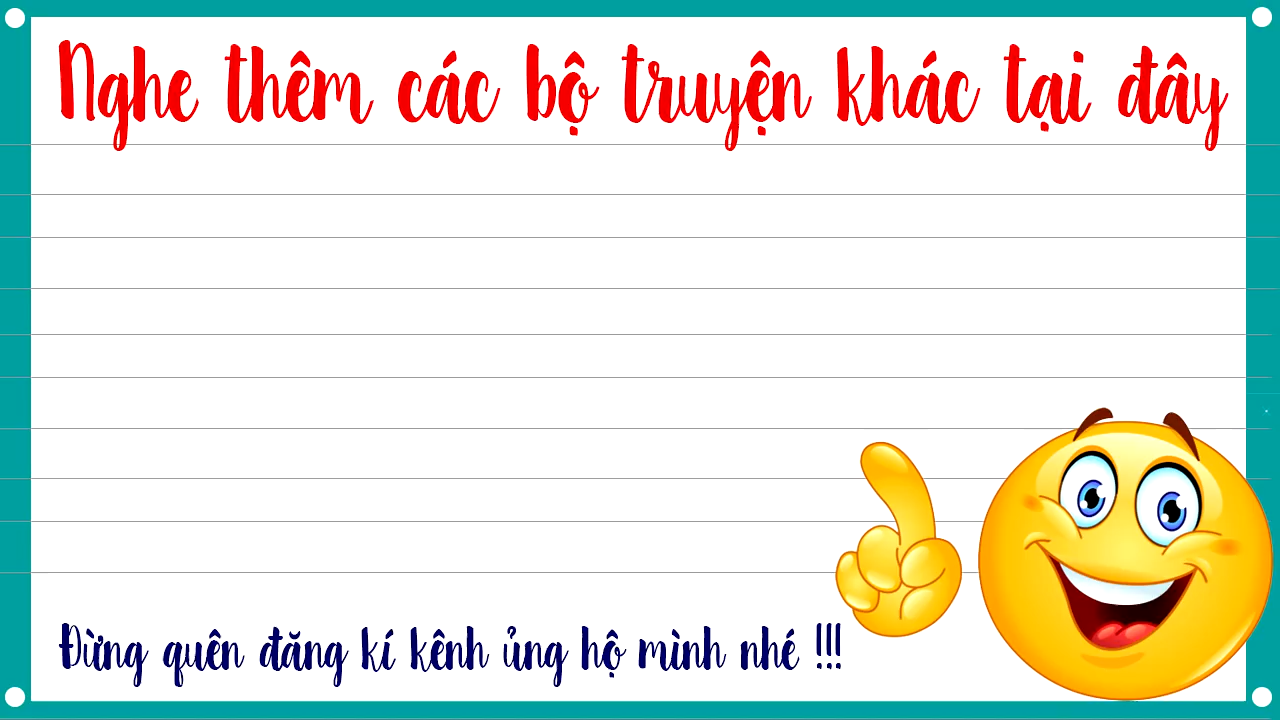 Nghe thêm các bộ truyện khác tại đây
Đừng quên đăng kí kênh ủng hộ mình nhé !!!